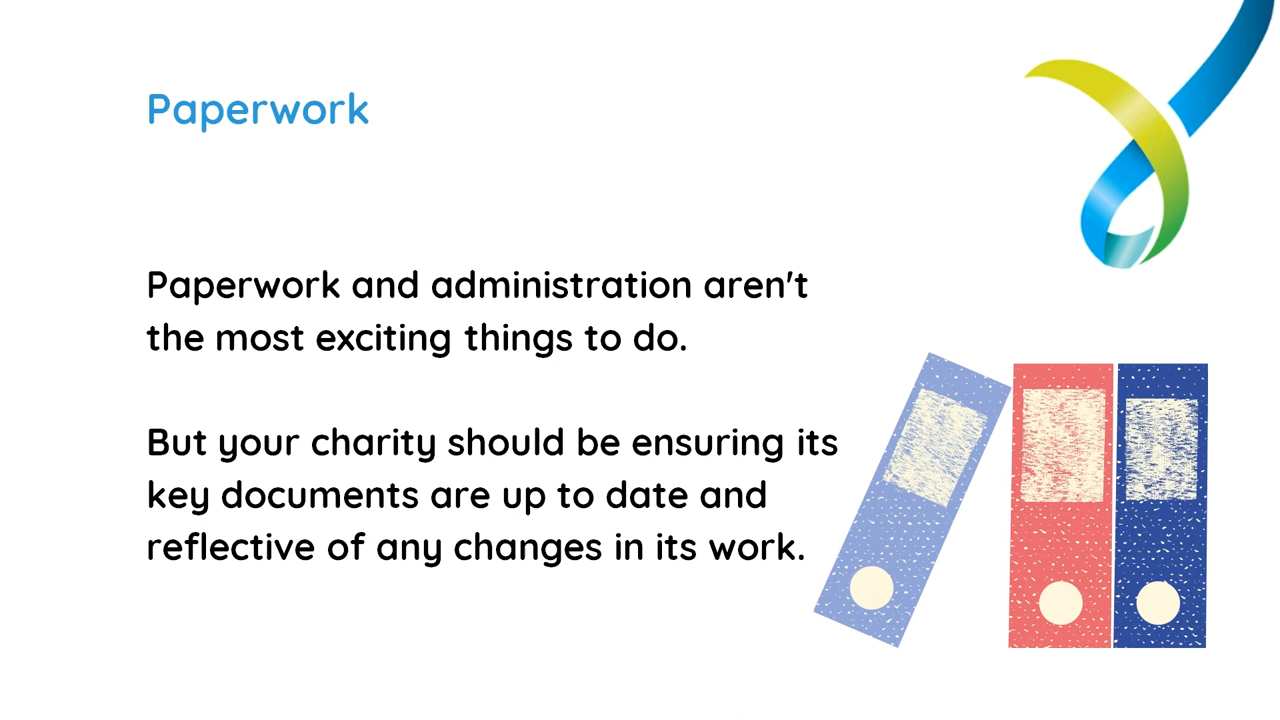 Paperwork
Paperwork and administration aren't
the most exciting things to do.
But your charity should be ensuring its
key documents are up to date and
reflective of any changes in its work.